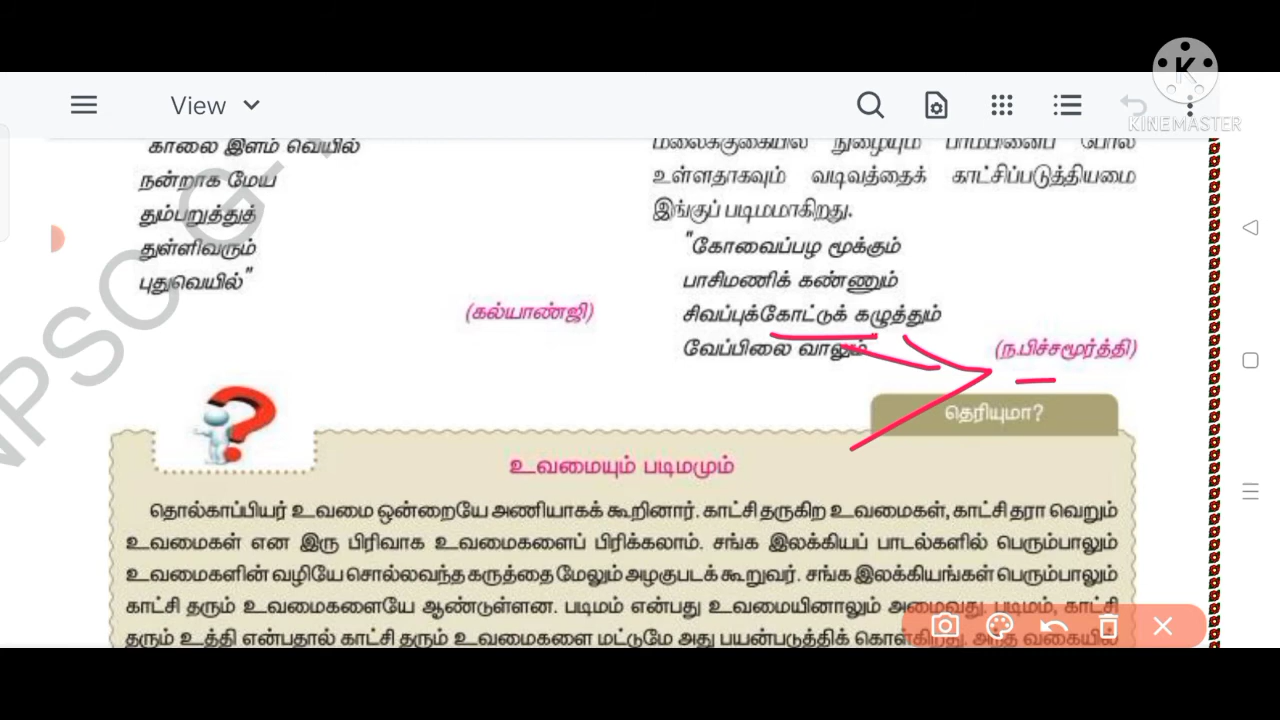 View
KINEMASTER
காலை இளம் வெயில்
நன்றாக மேய
தும்பறுத்துத்
துள்ளிவரும்
புதுவெயில்"
(கல்யாண்ஜி)
மலைக்குகையில் நுழையும் பாம்பினைப் போல
உள்ளதாகவும் வடிவத்தைக் காட்சிப்படுத்தியமை
இங்குப் படிமமாகிறது.
"கோவைப்பழ மூக்கும்
பாசிமணிக் கண்ணும்
சிவப்புக்கோட்டுக் கழுத்தும்
வேப்பிலை வாலும்
(ந.பிச்சமூர்த்தி)
தெரியுமா?
உவமையும் படிமமும்
தொல்காப்பியர் உவமை ஒன்றையே அணியாகக் கூறினார். காட்சி தருகிற உவமைகள், காட்சி தரா வெறும்
உவமைகள் என இரு பிரிவாக உவமைகளைப் பிரிக்கலாம். சங்க இலக்கியப் பாடல்களில் பெரும்பாலும்
உவமைகளின் வழியே சொல்லவந்த கருத்தை மேலும் அழகுபடக் கூறுவர். சங்க இலக்கியங்கள் பெரும்பாலும்
காட்சி தரும் உவமைகளையே ஆண்டுள்ளன. படிமம் என்பது உவமையினாலும் அமைவது. படிமம், காட்சி
தரும் உத்தி என்பதால் காட்சி தரும் உவமைகளை மட்டுமே அது பயன்படுத்திக் கொள்கிறது. அந்த வகையில்
NPSC G